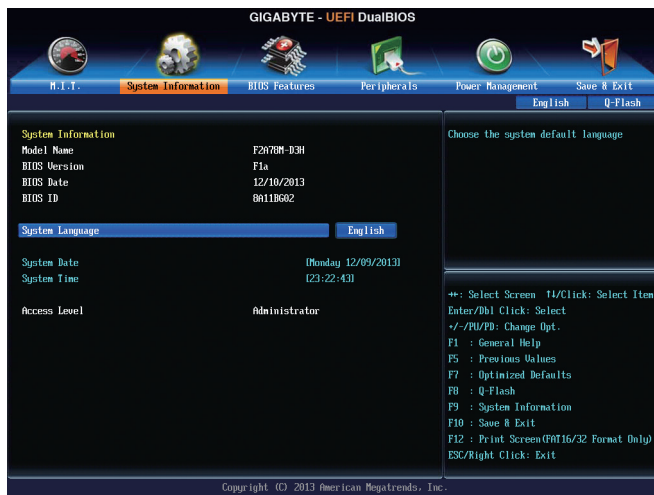 GIGABYTE - UEFI DualBIOS
M.I.T.
System Information
BIOS Features
Peripherals
Power Management
Save & Exit
English
Q-Flash
System Information
Model Name F2A78M-D3H
BIOS Version F1a
BIOS Date 12/10/2013
BIOS ID 8A11BG02
System Language English
System Date [Monday 12/09/2013]
System Time [23:22:43]
Access Level Administrator
Choose the system default language
→←: Select Screen ↑↓/Click: Select Item
Enter/Dbl Click: Select
+/-/PU/PD: Change Opt.
F1 : General Help
F5 : Previous Values
F7 : Optimized Defaults
F8 : Q-Flash
F9 : System Information
F10 : Save & Exit
F12 : Print Screen(FAT16/32 Format Only)
ESC/Right Click: Exit
Copyright (C) 2013 American Megatrends, Inc.